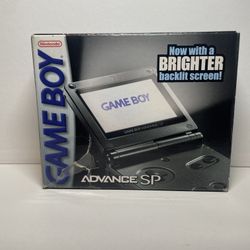 Nintendo
GAME BOY
Now with a
BRIGHTER
backlit screen!
GAME BOY
ADVANCE SP